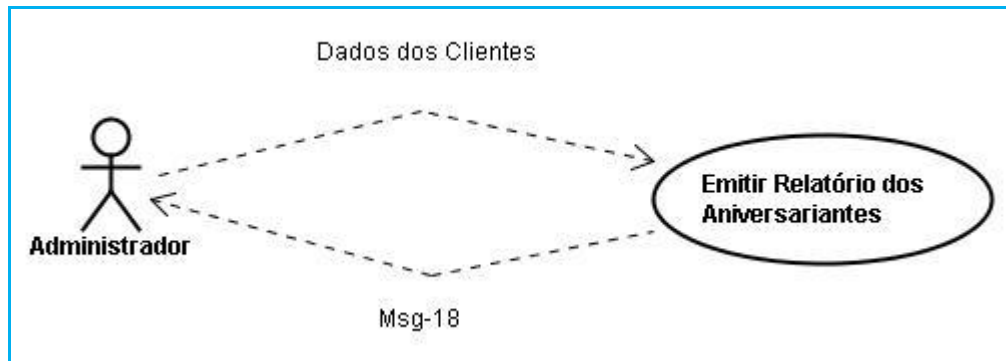 Dados dos Clientes
Emitir Relatório dos
Aniversariantes
Administrador
Msg-18